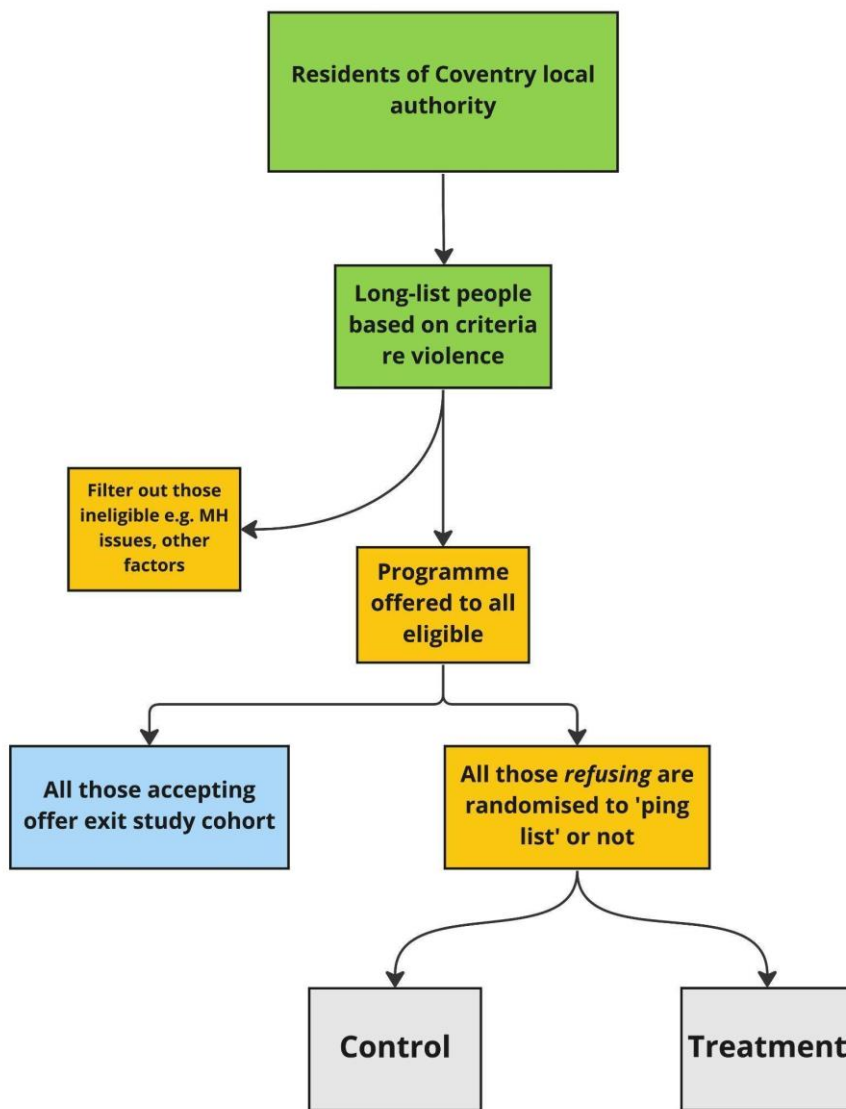 Residents of Coventry local
authority
Long-list people
based on criteria
re violence
Filter out those
ineligible e.g. MH
issues, other
factors
Programme
offered to all
eligible
All those accepting
offer exit study cohort
All those refusing are
randomised to 'ping
list' or not
Control
Treatment